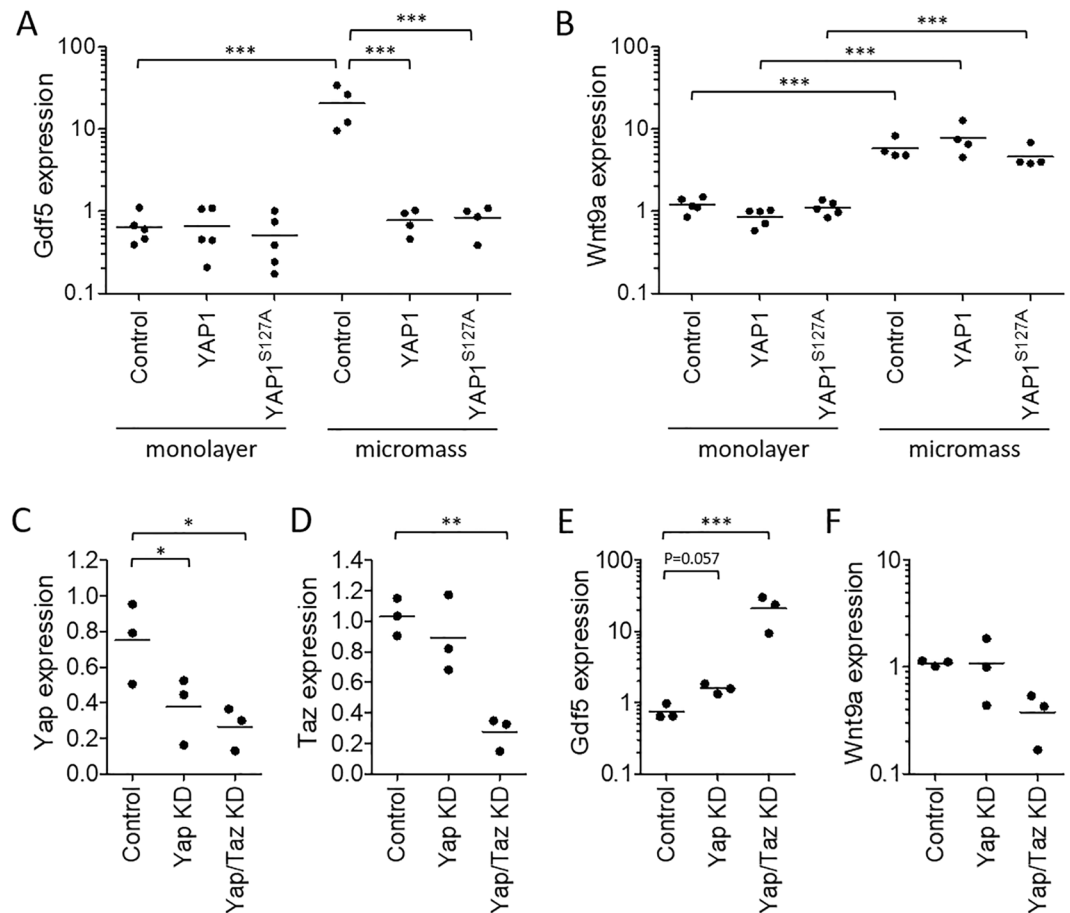 A
Gdf5 expression
100
10
1
0.1
***
***
***
Control
YAP1
YAP1S127A
Control
YAP1
YAP1S127A
monolayer
micromass
B
Wnt9a expression
100
10
1
0.1
***
***
***
Control
YAP1
YAP1S127A
Control
YAP1
YAP1S127A
monolayer
micromass
C
Yap expression
1.2
1.0
0.8
0.6
0.4
0.2
0.0
*
*
Control
Yap KD
Yap/Taz KD
D
Taz expression
1.4
1.2
1.0
0.8
0.6
0.4
0.2
0.0
**
Control
Yap KD
Yap/Taz KD
E
Gdf5 expression
100
10
1
0.1
***
P=0.057
Control
Yap KD
Yap/Taz KD
F
Wnt9a expression
10
1
0.1
Control
Yap KD
Yap/Taz KD